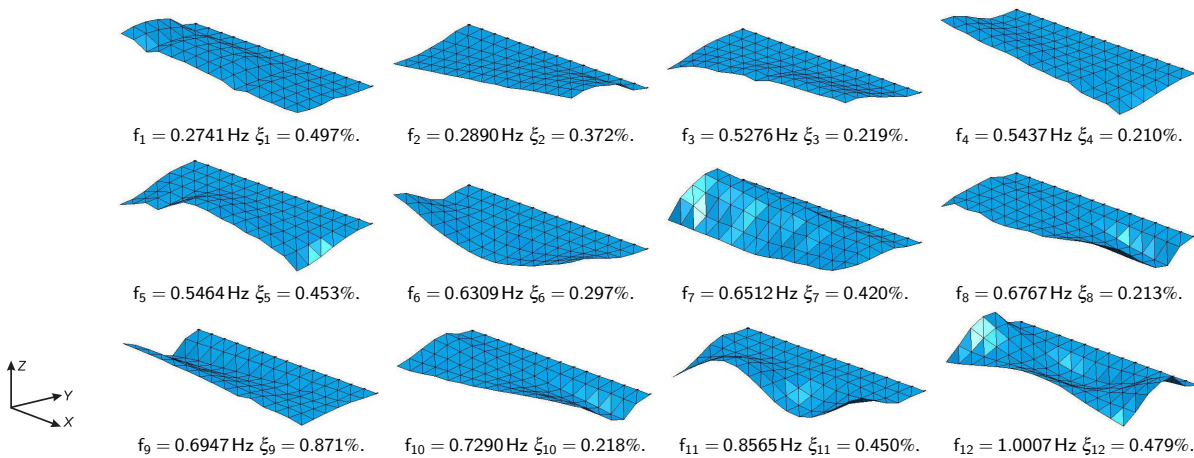 f₁ = 0.2741 Hz ξ₁ = 0.497%.
f₂ = 0.2890 Hz ξ₂ = 0.372%.
f₃ = 0.5276 Hz ξ₃ = 0.219%.
f₄ = 0.5437 Hz ξ₄ = 0.210%.
f₅ = 0.5464 Hz ξ₅ = 0.453%.
f₆ = 0.6309 Hz ξ₆ = 0.297%.
f₇ = 0.6512 Hz ξ₇ = 0.420%.
f₈ = 0.6767 Hz ξ₈ = 0.213%.
Z
Y
X
f₉ = 0.6947 Hz ξ₉ = 0.871%.
f₁₀ = 0.7290 Hz ξ₁₀ = 0.218%.
f₁₁ = 0.8565 Hz ξ₁₁ = 0.450%.
f₁₂ = 1.0007 Hz ξ₁₂ = 0.479%.